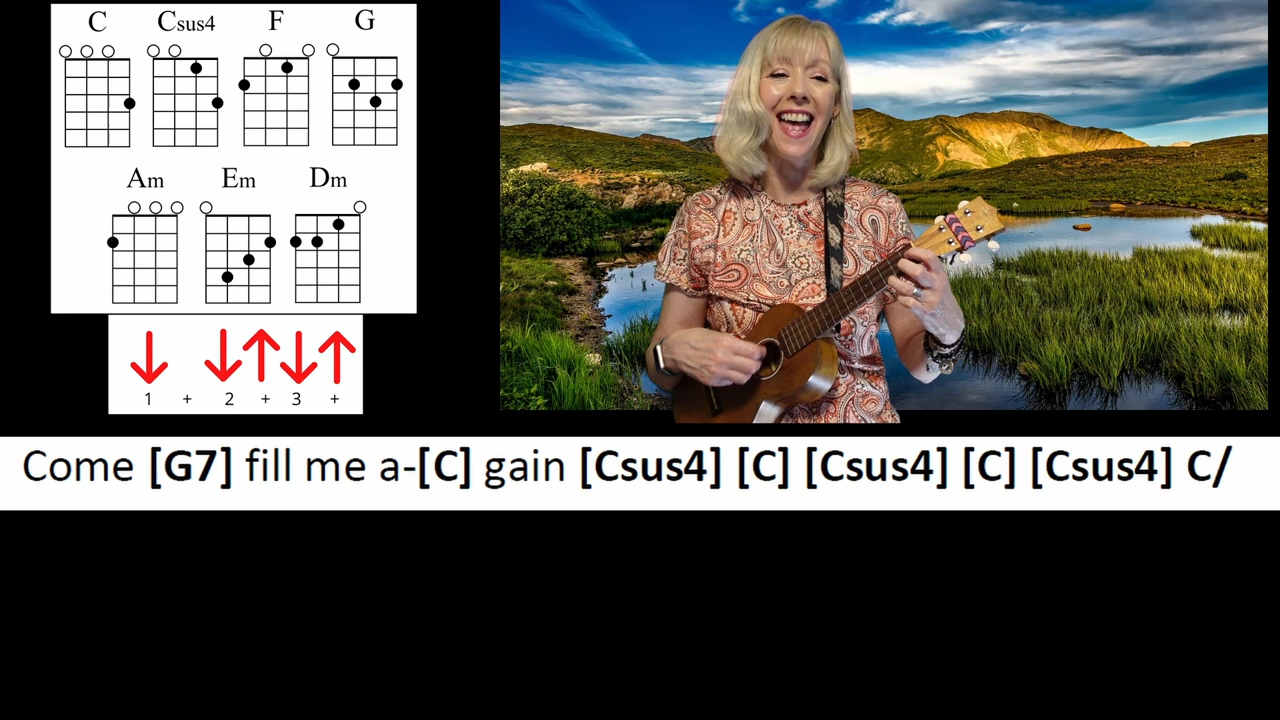 C Csus4 F G
Am Em Dm
1 + 2 + 3 +
Come [G7] fill me a-[C] gain [Csus4] [C] [Csus4] [C] [Csus4] C/